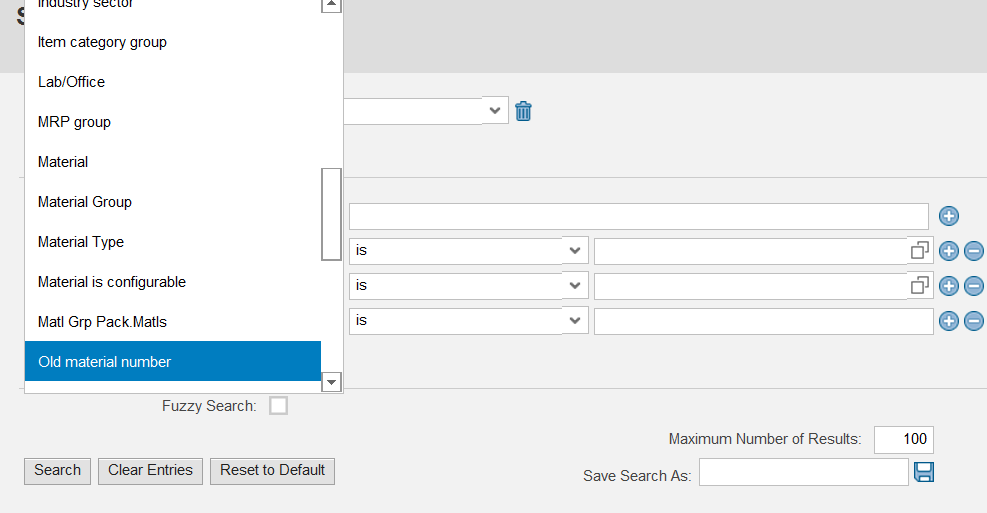 Industry sector
Item category group
Lab/Office
MRP group
Material
Material Group
Material Type
is
Material is configurable
is
Matl Grp Pack.Matls
is
Old material number
Fuzzy Search:
Maximum Number of Results: 100
Search Clear Entries Reset to Default
Save Search As: